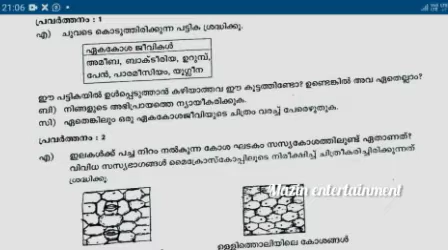 21:06
പ്രവർത്തനം : 1
എ) ചുവടെ കൊടുത്തിരിക്കുന്ന പട്ടിക ശ്രദ്ധിക്കൂ.
ഏകകോശ ജീവികൾ
അമീബ, ബാക്ടീരിയ, ഉറുമ്പ്,
പേൻ, പാരമീസിയം, യൂഗ്ലീന
ഈ പട്ടികയിൽ ഉൾപ്പെടുത്താൻ കഴിയാത്തവ ഈ കൂട്ടത്തിണ്ടോ? ഉണ്ടെങ്കിൽ അവ ഏതെല്ലാം?
ബി) നിങ്ങളുടെ അഭിപ്രായത്തെ ന്യായീകരിക്കുക.
സി) ഏതെങ്കിലും ഒരു ഏകകോശജീവിയുടെ ചിത്രം വരച്ച് പേരെഴുതുക.
പ്രവർത്തനം : 2
എ) ഇലകൾക്ക് പച്ച നിറം നൽകുന്ന കോശ ഘടകം സസ്യകോശത്തിലുണ്ട് ഏതാണത്?
വിവിധ സസ്യഭാഗങ്ങൾ മൈക്രോസ്കോപ്പിലൂടെ നിരീക്ഷിച്ച് ചിത്രീകരിച്ചിരിക്കുന്നത്
ശ്രദ്ധിക്കൂ.
Mazin entertainment
ഉള്ളിത്തൊലിയിലെ കോശങ്ങൾ